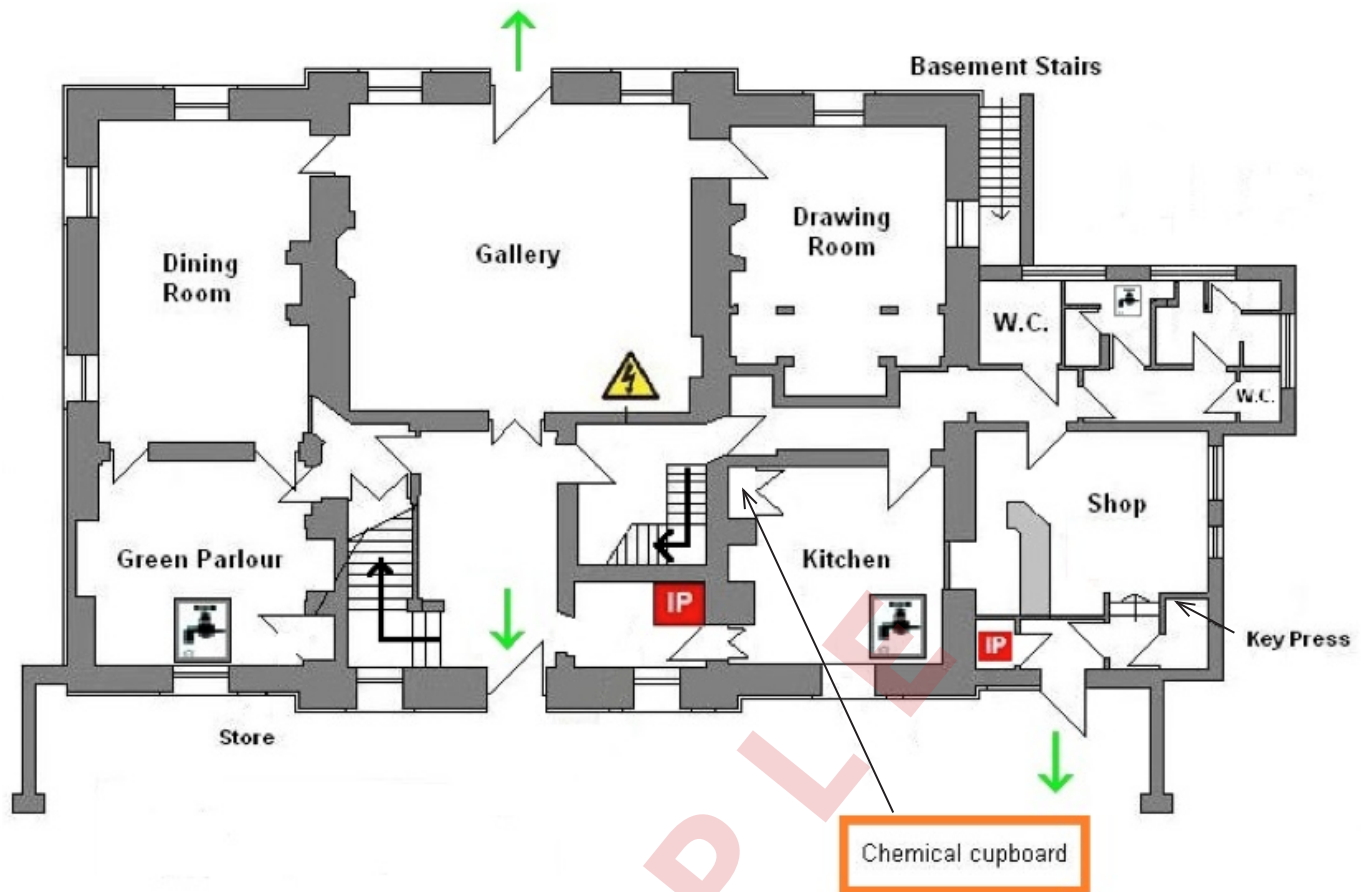 Basement Stairs
Drawing
Room
Gallery
Dining
Room
W.C.
W.C.
Shop
Green Parlour
Kitchen
IP
IP
Key Press
Store
Chemical cupboard
P L E